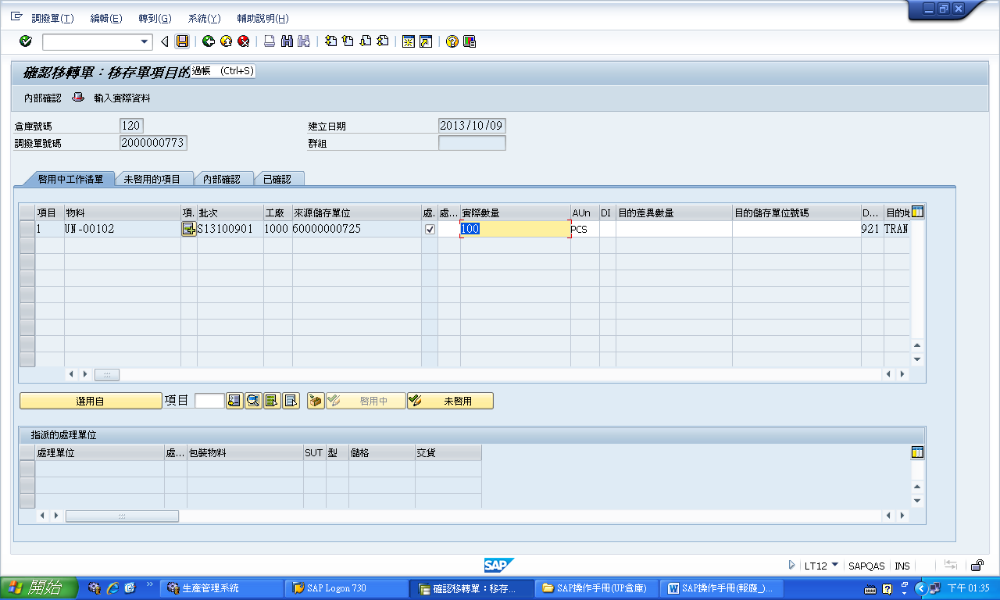 調撥單(T) 編輯(E) 轉到(G) 系統(Y) 輔助說明(H)
確認移轉單：移存單項目的 過帳 (Ctrl+S)
內部確認 輸入實際資料
倉庫號碼 120 建立日期 2013/10/09
調撥單號碼 2000000773 群組
啓用中工作清單 未啓用的項目 內部確認 已確認
項目 物料 項. 批次 工廠 來源儲存單位 處. 處... 實際數量 AUn DI 目的差異數量 目的儲存單位號碼 D... 目的地
1 UN-00102 S13100901 1000 60000000725 100 PCS 921 TRAN
選用自 項目 啓用中 未啓用
指派的處理單位
處理單位 處... 包裝物料 SUT 型 儲格 交貨
SAP LT12 SAPQAS INS
開始 生產管理系統 SAP Logon 730 確認移轉單：移存... SAP操作手冊(UP倉庫) SAP操作手冊(報廢_)... 下午 01:35